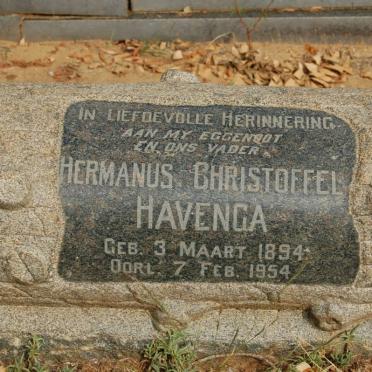 IN LIEFDEVOLLE HERINNERING
AAN MY EGGENOOT
EN ONS VADER
HERMANUS CHRISTOFFEL
HAVENGA
GEB. 3 MAART 1894
OORL. 7 FEB. 1954